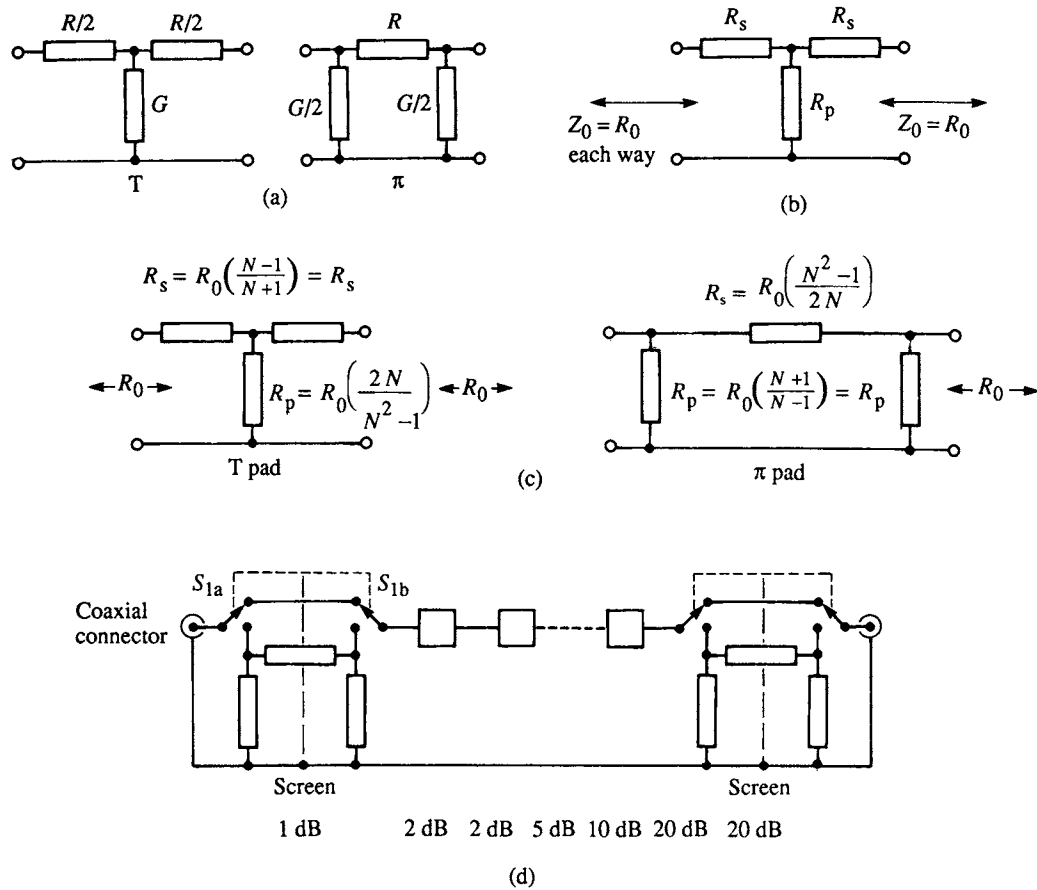 R/2 R/2
G
T
R
G/2 G/2
π
(a)
R_s R_s
R_p
Z_0 = R_0
each way
Z_0 = R_0
(b)
R_s = R_0((N − 1)/(N + 1)) = R_s
R_0
R_p = R_0(2 N/(N^2 − 1))
R_0
T pad
R_s = R_0((N^2 − 1)/(2 N))
R_p = R_0((N + 1)/(N − 1)) = R_p
R_0
π pad
(c)
S_1a S_1b
Coaxial
connector
Screen Screen
1 dB 2 dB 2 dB 5 dB 10 dB 20 dB 20 dB
(d)